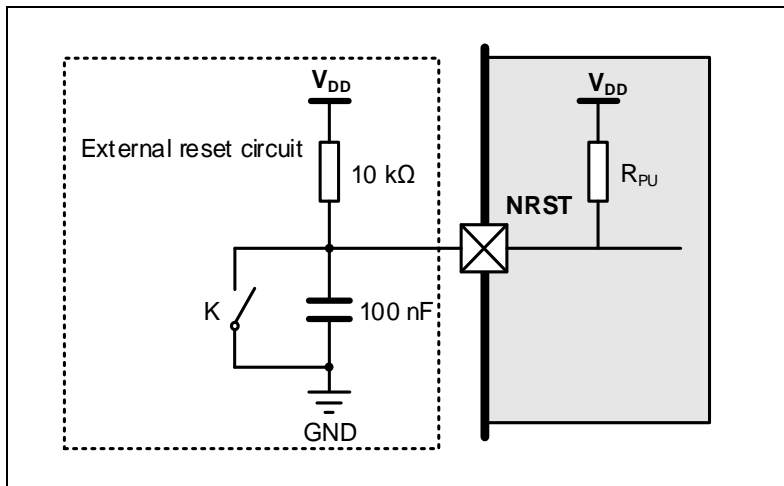 V_DD
V_DD
External reset circuit
10 kΩ
R_PU
NRST
K
100 nF
GND